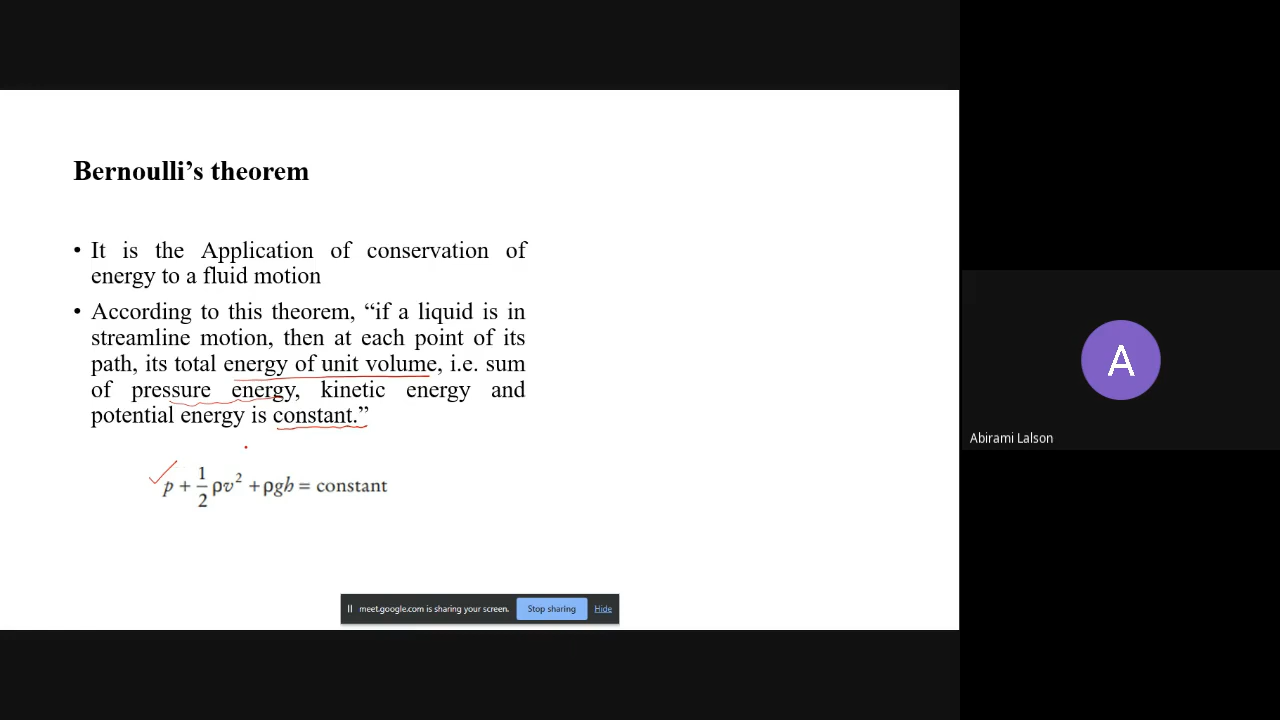 Bernoulli’s theorem
• It is the Application of conservation of
energy to a fluid motion
• According to this theorem, “if a liquid is in
streamline motion, then at each point of its
path, its total energy of unit volume, i.e. sum
of pressure energy, kinetic energy and
potential energy is constant.”
p + 1/2 ρv² + ρgh = constant
meet.google.com is sharing your screen. Stop sharing Hide
A
Abirami Lalson